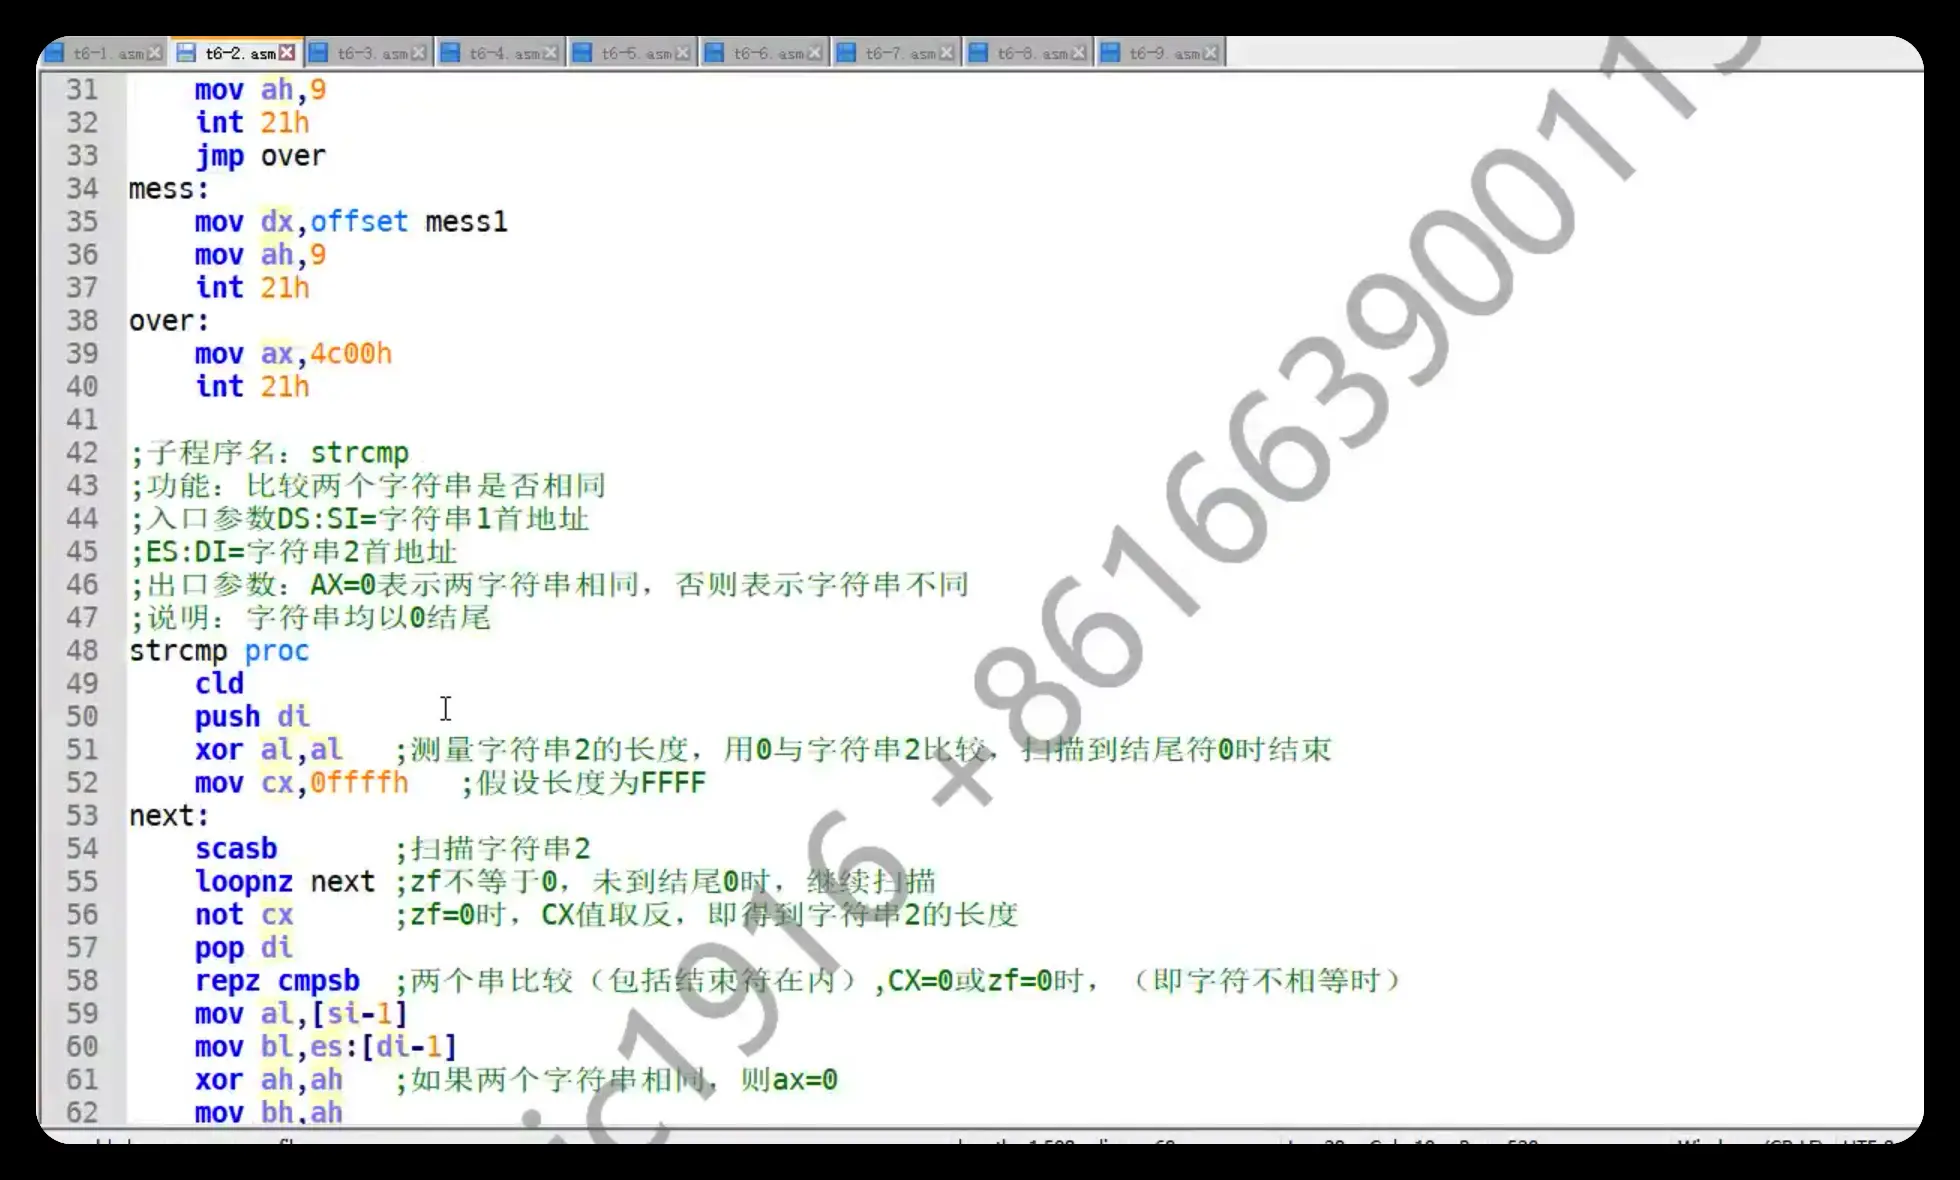 t6-1.asm t6-2.asm t6-3.asm t6-4.asm t6-5.asm t6-6.asm t6-7.asm t6-8.asm t6-9.asm
31 mov ah,9
32 int 21h
33 jmp over
34 mess:
35 mov dx,offset mess1
36 mov ah,9
37 int 21h
38 over:
39 mov ax,4c00h
40 int 21h
41
42 ;子程序名：strcmp
43 ;功能：比较两个字符串是否相同
44 ;入口参数DS:SI=字符串1首地址
45 ;ES:DI=字符串2首地址
46 ;出口参数：AX=0表示两字符串相同，否则表示字符串不同
47 ;说明：字符串均以0结尾
48 strcmp proc
49 cld
50 push di
51 xor al,al ;测量字符串2的长度，用0与字符串2比较，扫描到结尾符0时结束
52 mov cx,0ffffh ;假设长度为FFFF
53 next:
54 scasb ;扫描字符串2
55 loopnz next ;zf不等于0，未到结尾0时，继续扫描
56 not cx ;zf=0时，CX值取反，即得到字符串2的长度
57 pop di
58 repz cmpsb ;两个串比较（包括结束符在内）,CX=0或zf=0时，（即字符不相等时）
59 mov al,[si-1]
60 mov bl,es:[di-1]
61 xor ah,ah ;如果两个字符串相同，则ax=0
62 mov bh,ah
ic1916 +86166390011